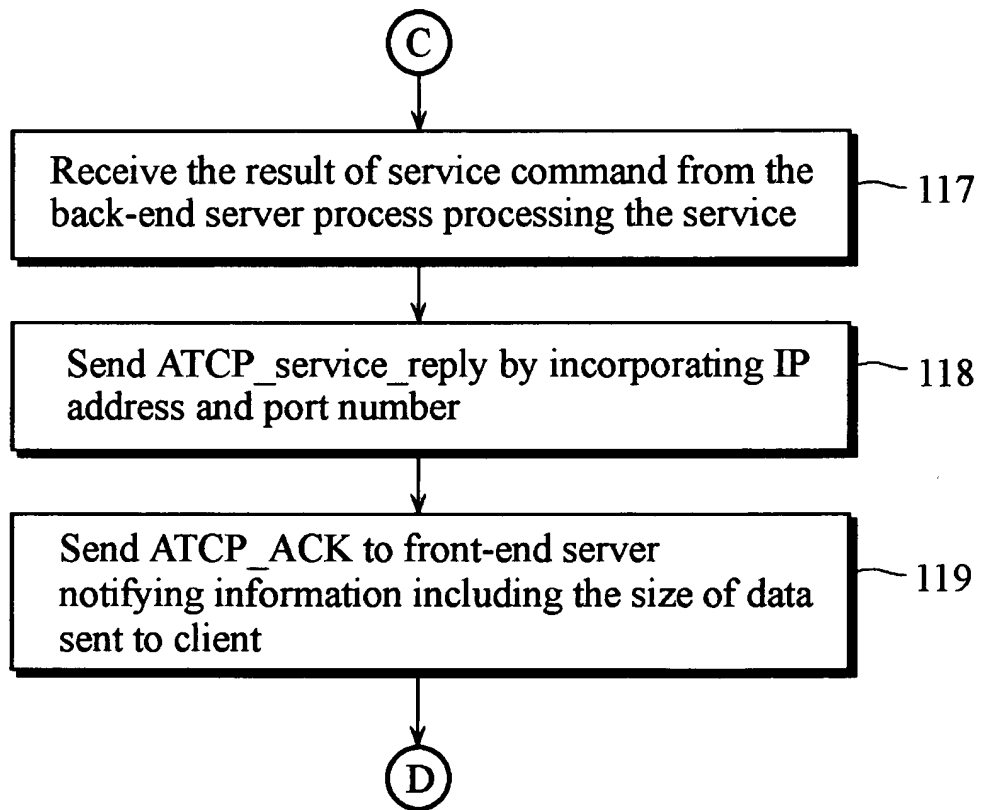 C
Receive the result of service command from the
back-end server process processing the service
117
Send ATCP_service_reply by incorporating IP
address and port number
118
Send ATCP_ACK to front-end server
notifying information including the size of data
sent to client
119
D